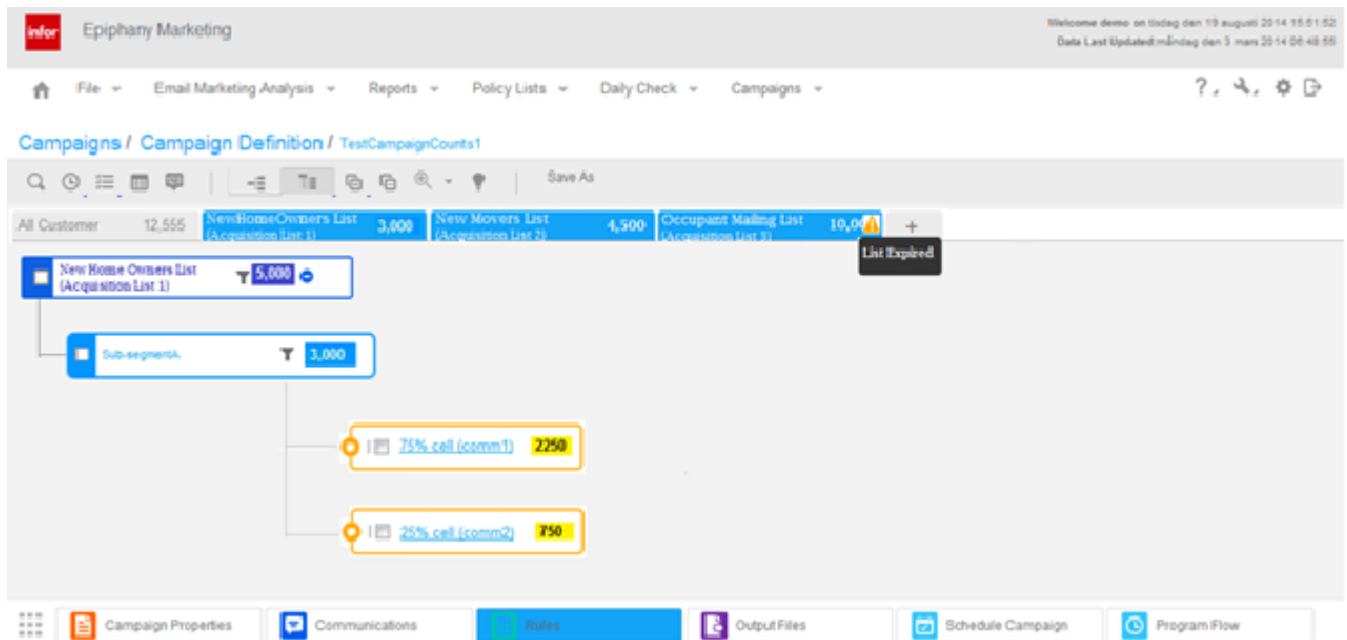 infor
Epiphany Marketing
Welcome demo on tisdag den 19 augusti 2014 15:51:52
Data Last Updated:måndag den 3 mars 2014 06:48:55
File
Email Marketing Analysis
Reports
Policy Lists
Daily Check
Campaigns
?
Campaigns / Campaign Definition / TestCampaignCounts1
Save As
All Customer 12,555
NewHomeOwners List
(Acquisition List 1)
3,000
New Movers List
(Acquisition List 2)
4,500
Occupant Mailing List
(Acquisition List 3)
+
List Expired
New Home Owners List
(Acquisition List 1)
5,000
Sub-segmentA.
3,000
75% cell (comm1) 2250
25% cell (comm2) 750
Campaign Properties
Communications
Rules
Output Files
Schedule Campaign
Program Flow